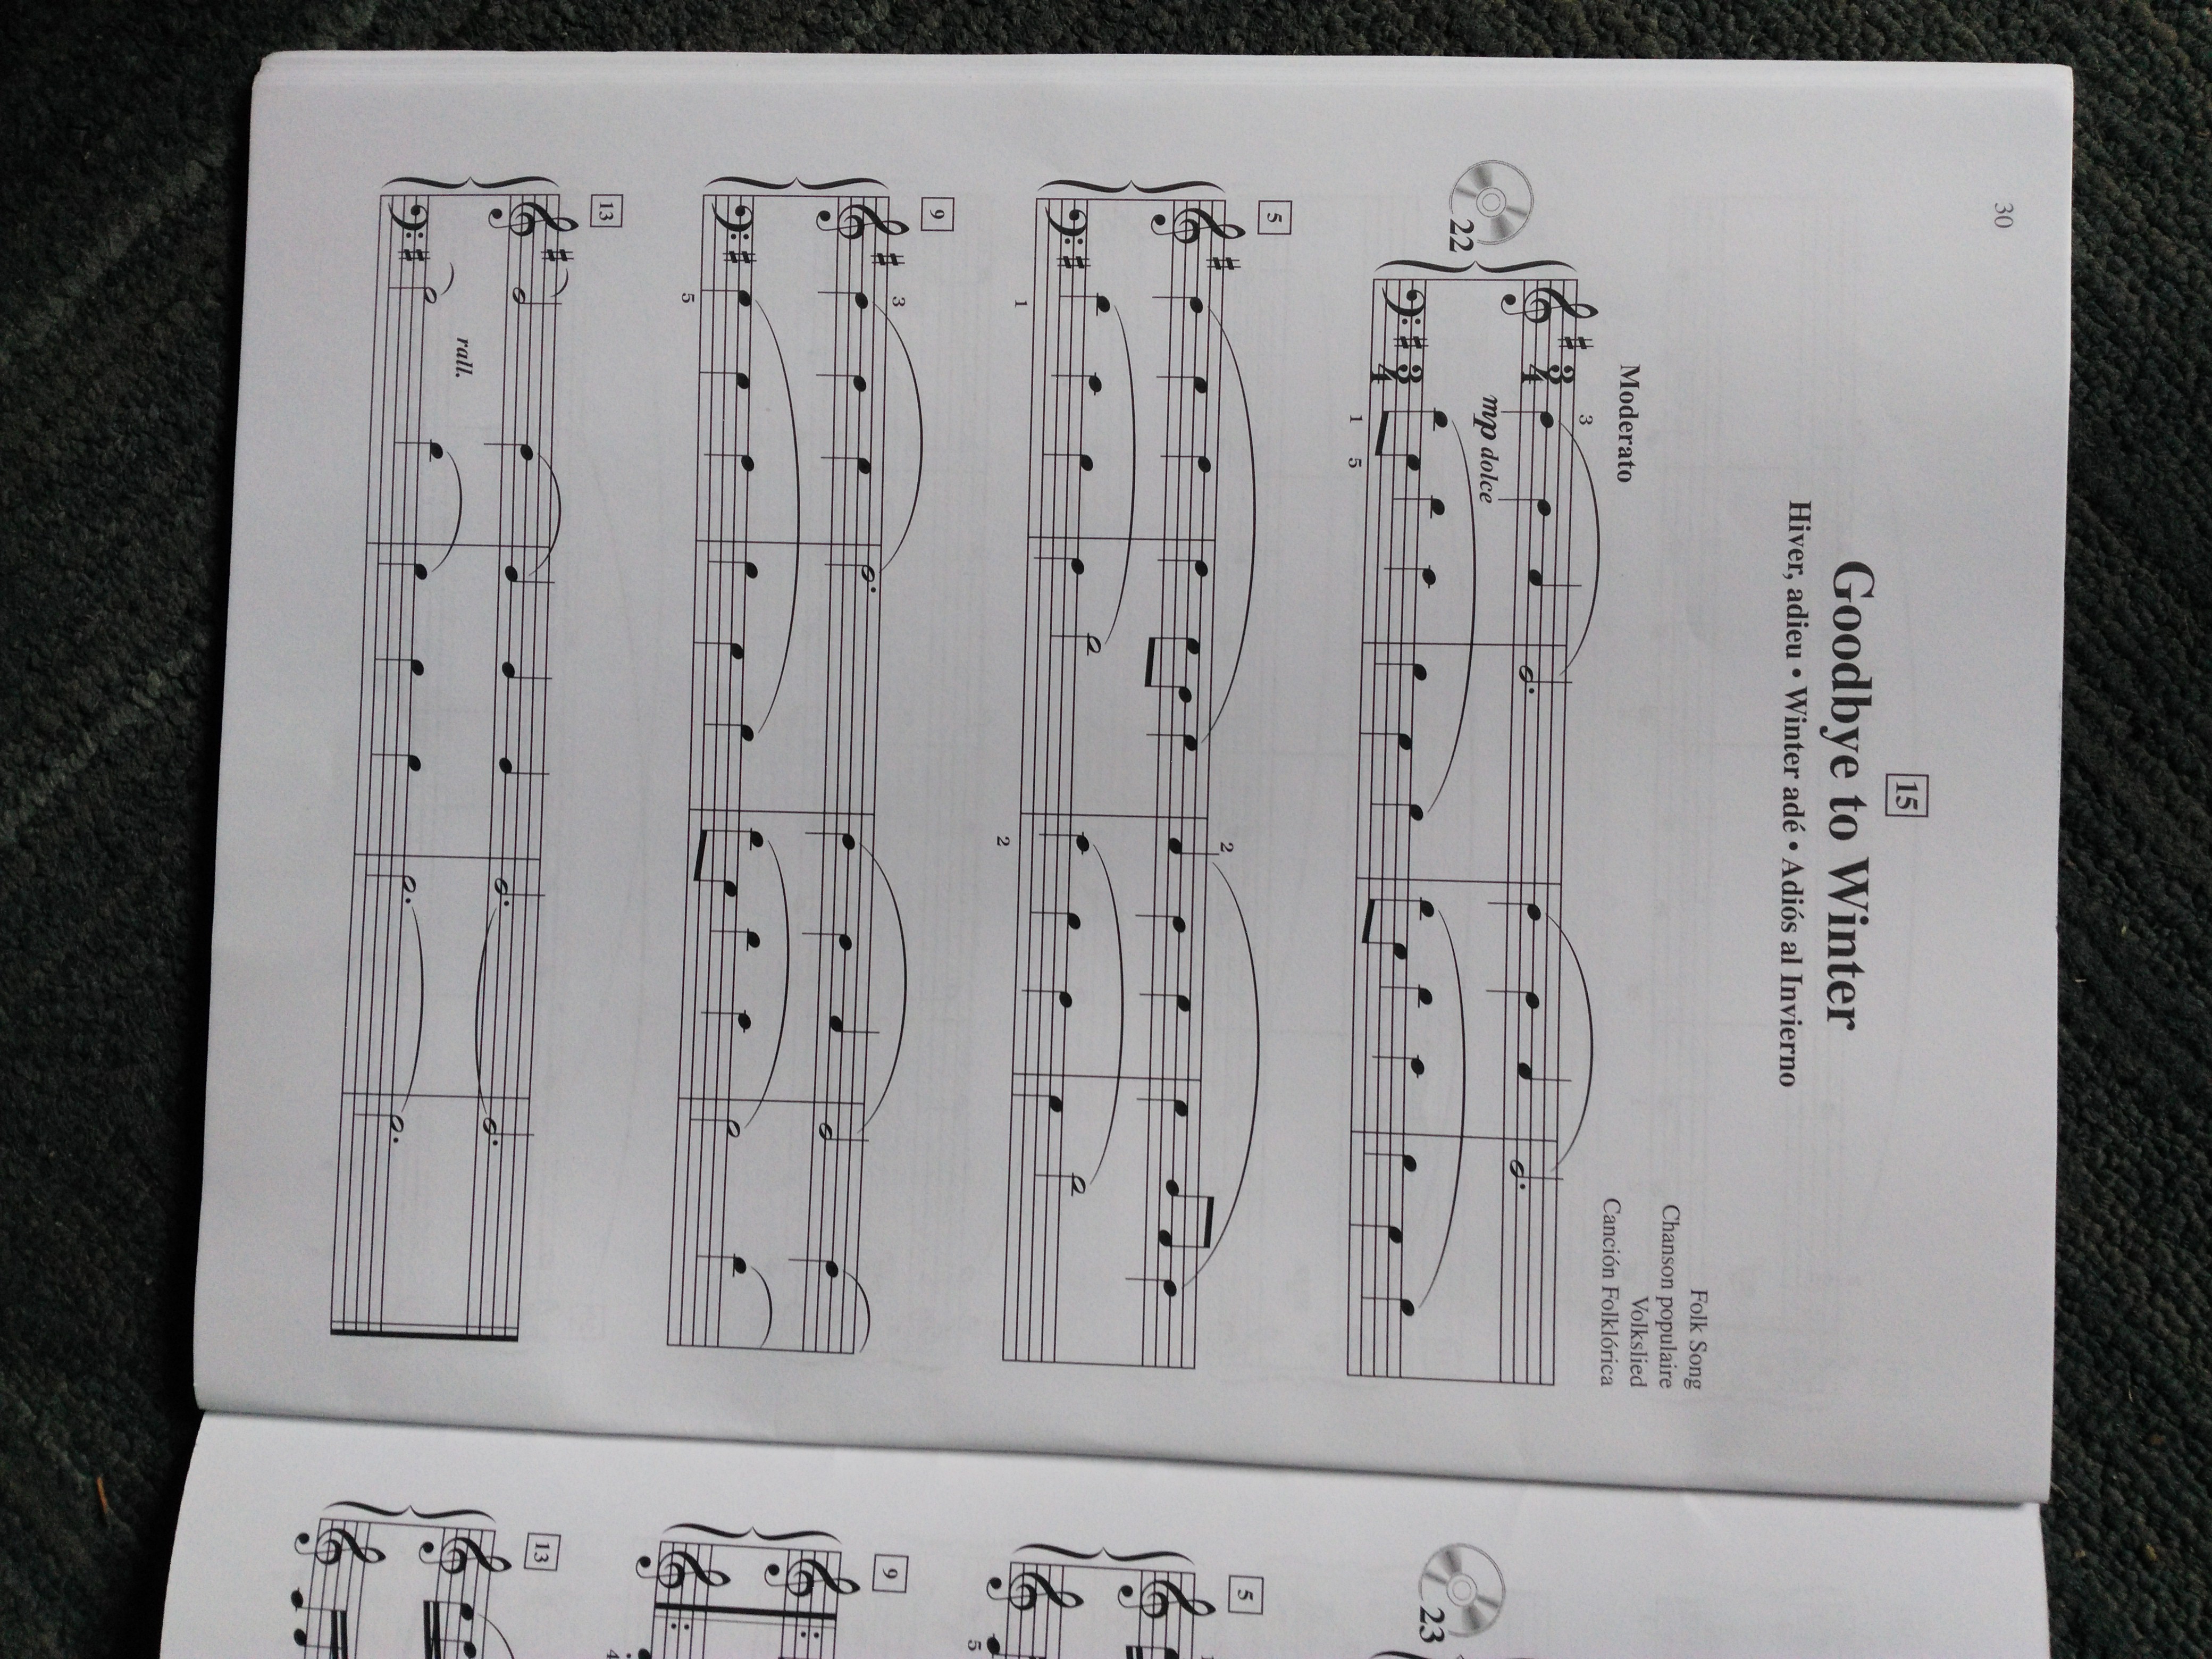 30
15
Goodbye to Winter
Hiver, adieu • Winter adé • Adiós al Invierno
Folk Song
Chanson populaire
Volkslied
Canción Folklórica
Moderato
22
3
3
4
mp dolce
3
4
1 5
5
2
1
2
9
3
5
13
rall.
23
5
5
9
4
13